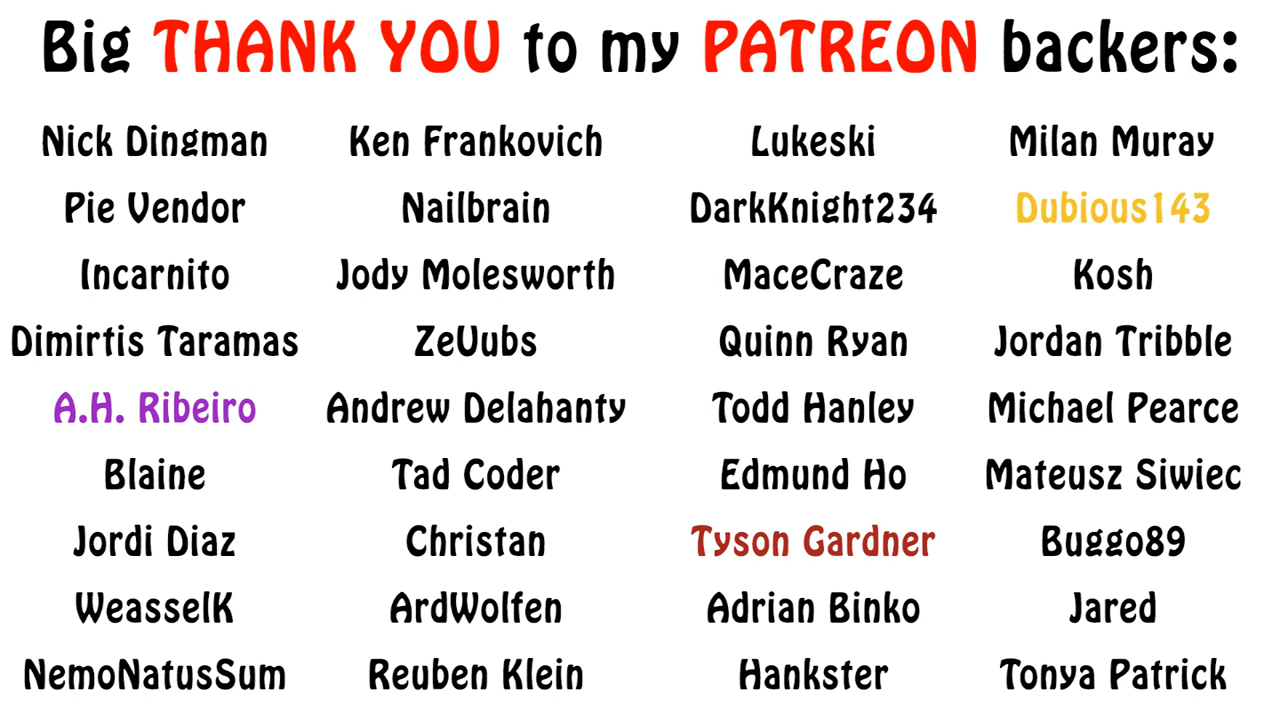 Big THANK YOU to my PATREON backers:
Nick Dingman Ken Frankovich Lukeski Milan Muray
Pie Vendor Nailbrain DarkKnight234 Dubious143
Incarnito Jody Molesworth MaceCraze Kosh
Dimirtis Taramas ZeVubs Quinn Ryan Jordan Tribble
A.H. Ribeiro Andrew Delahanty Todd Hanley Michael Pearce
Blaine Tad Coder Edmund Ho Mateusz Siwiec
Jordi Diaz Christan Tyson Gardner Buggo89
WeasselK ArdWolfen Adrian Binko Jared
NemoNatusSum Reuben Klein Hankster Tonya Patrick